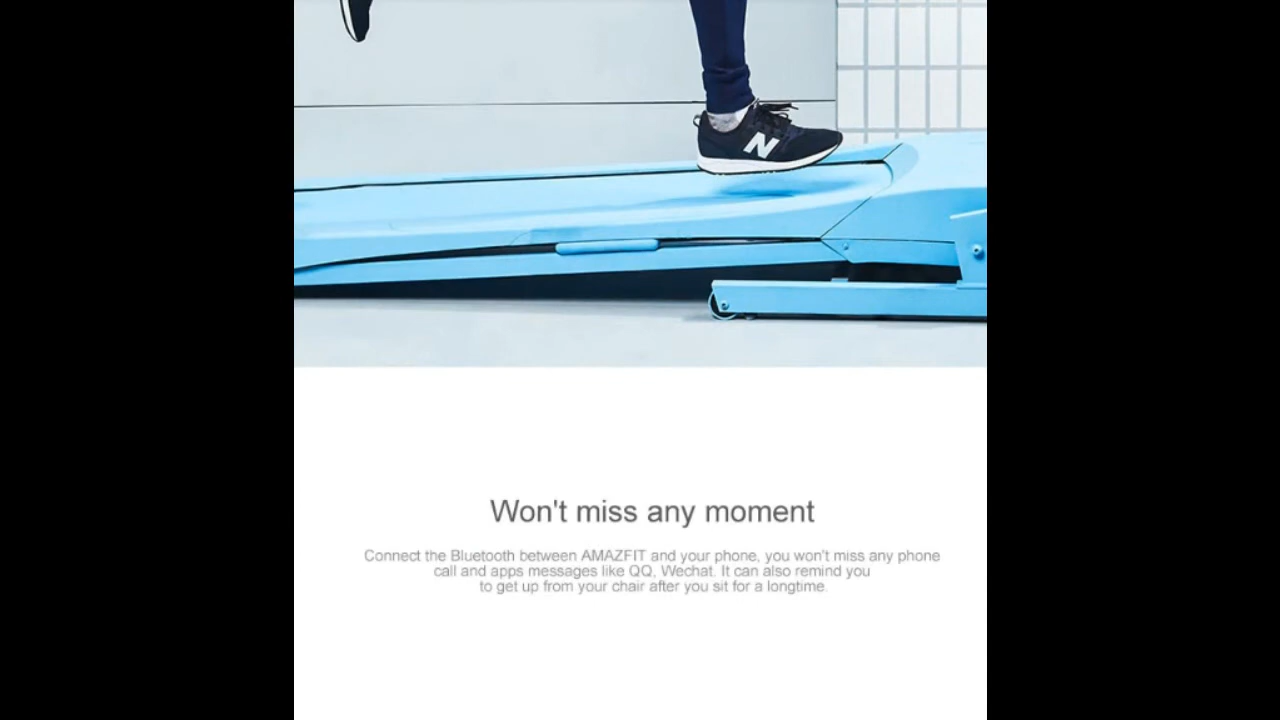 N
Won't miss any moment
Connect the Bluetooth between AMAZFIT and your phone, you won't miss any phone
call and apps messages like QQ, Wechat. It can also remind you
to get up from your chair after you sit for a longtime.